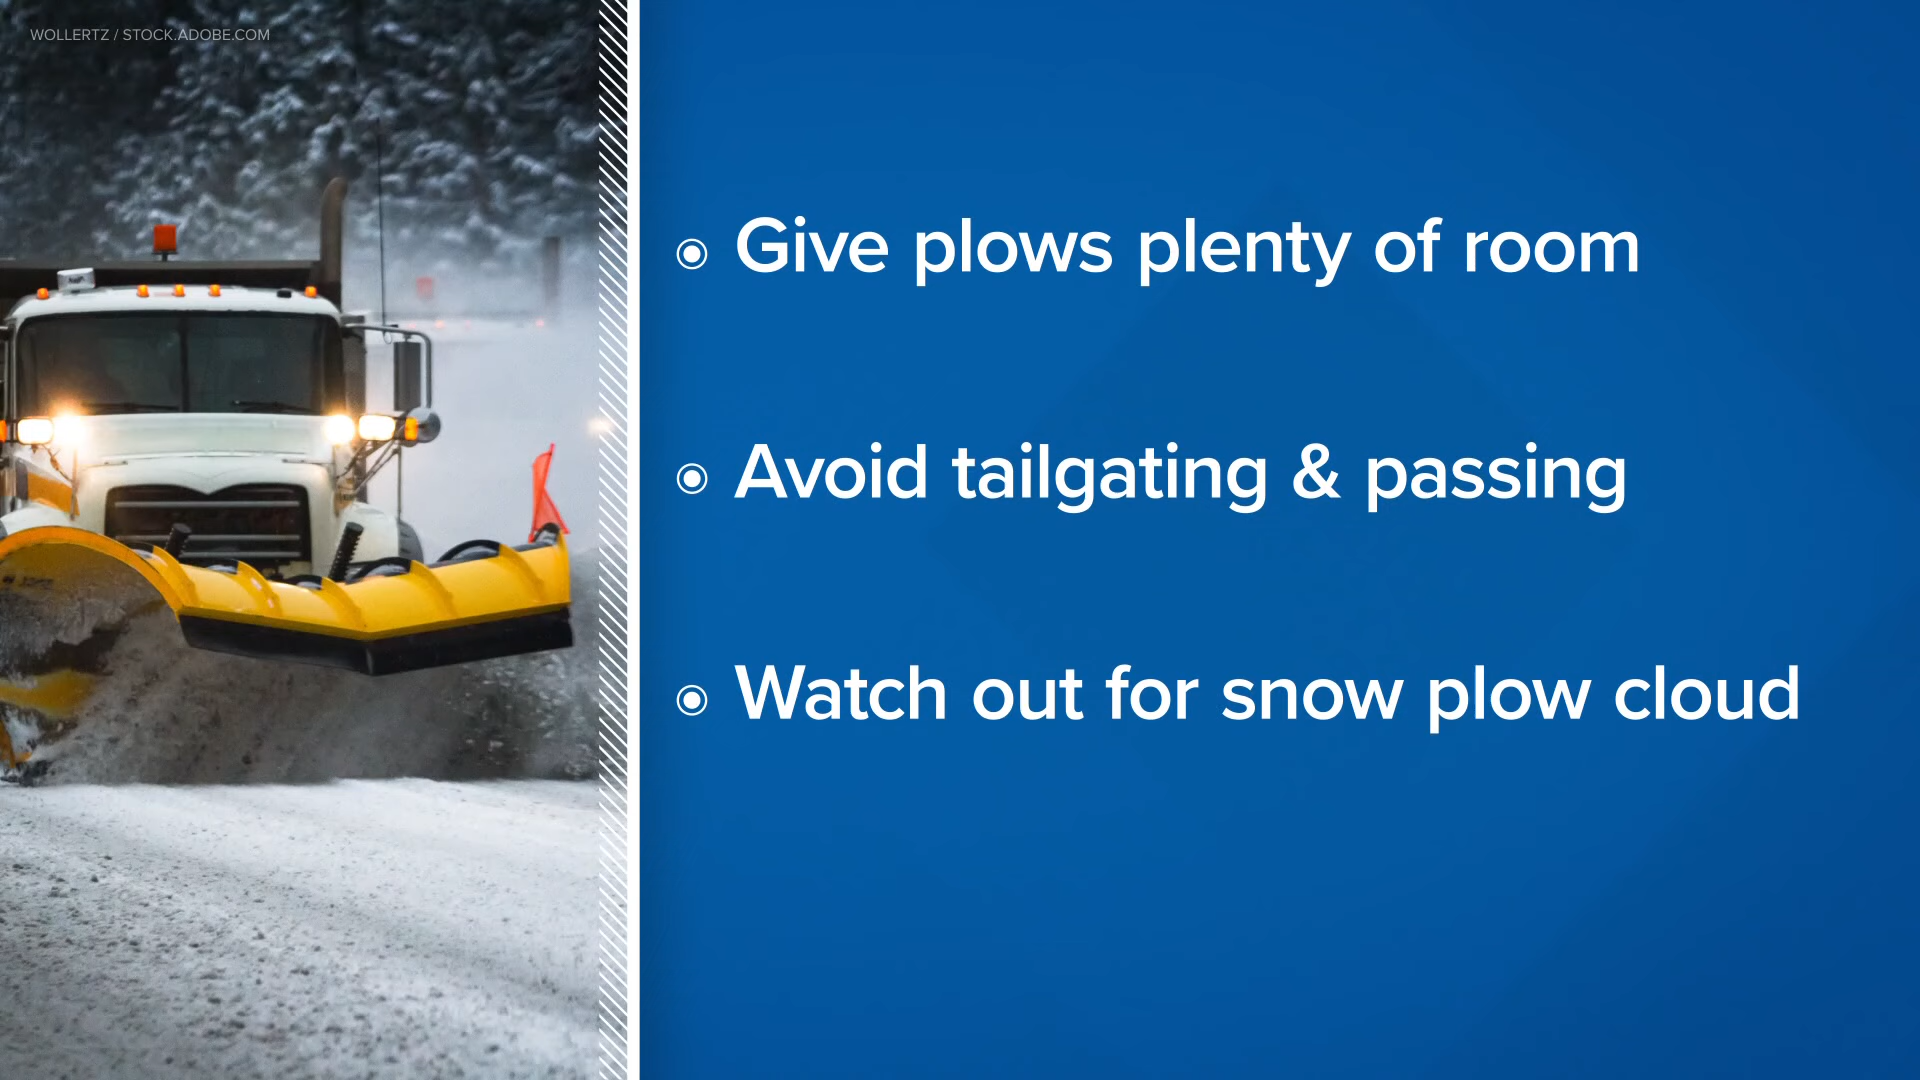 WOLLERTZ / STOCK.ADOBE.COM
Give plows plenty of room
Avoid tailgating & passing
Watch out for snow plow cloud